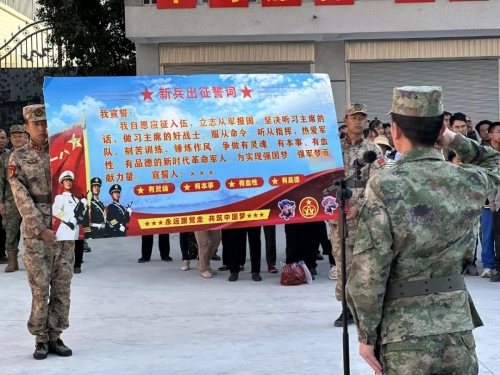 ★新兵出征誓词★
我宣誓：
我自愿应征入伍，立志从军报国，坚决听习主席的
话，做习主席的好战士，服从命令，听从指挥，热爱军
队，刻苦训练，锤炼作风，争做有灵魂、有本事、有血
性、有品德的新时代革命军人，为实现强国梦 强军梦而
献力量。 宣誓人：×××
★有灵魂 ★有本事 ★有血性 ★有品德
★★★永远跟党走 共筑中国梦★★★
八一